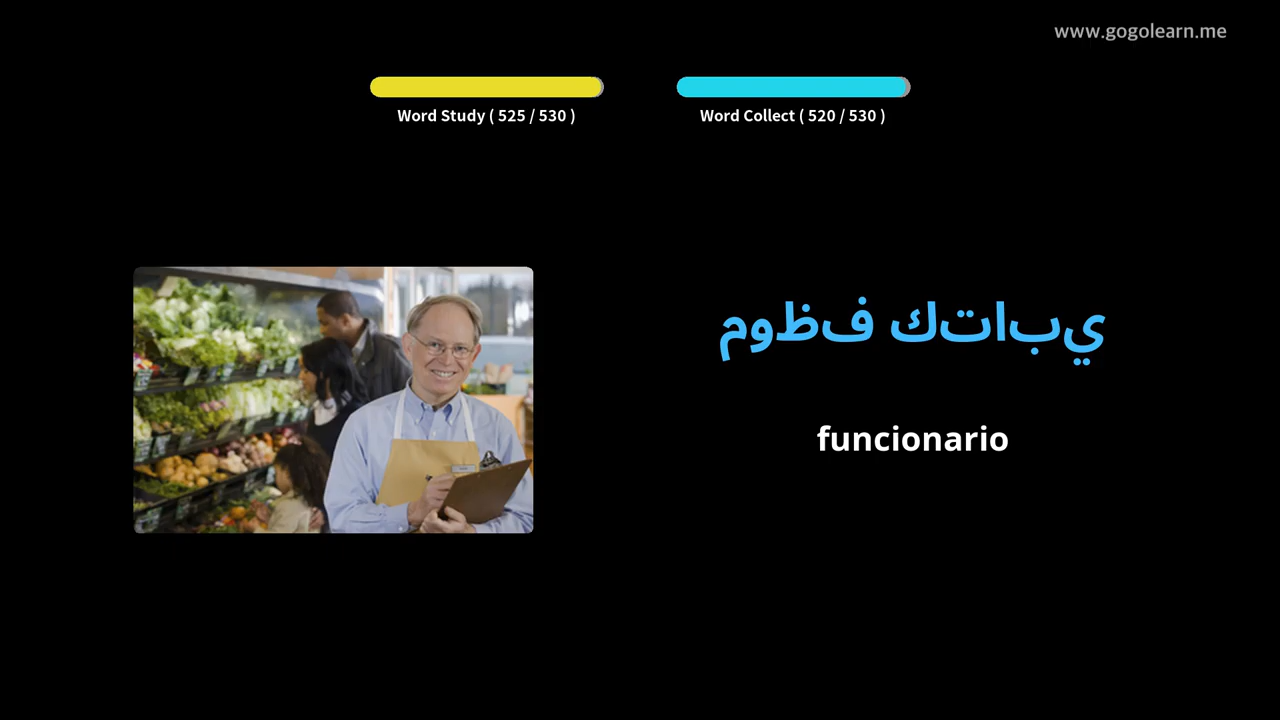 www.gogolearn.me
Word Study ( 525 / 530 )
Word Collect ( 520 / 530 )
موظف كتابي
funcionario